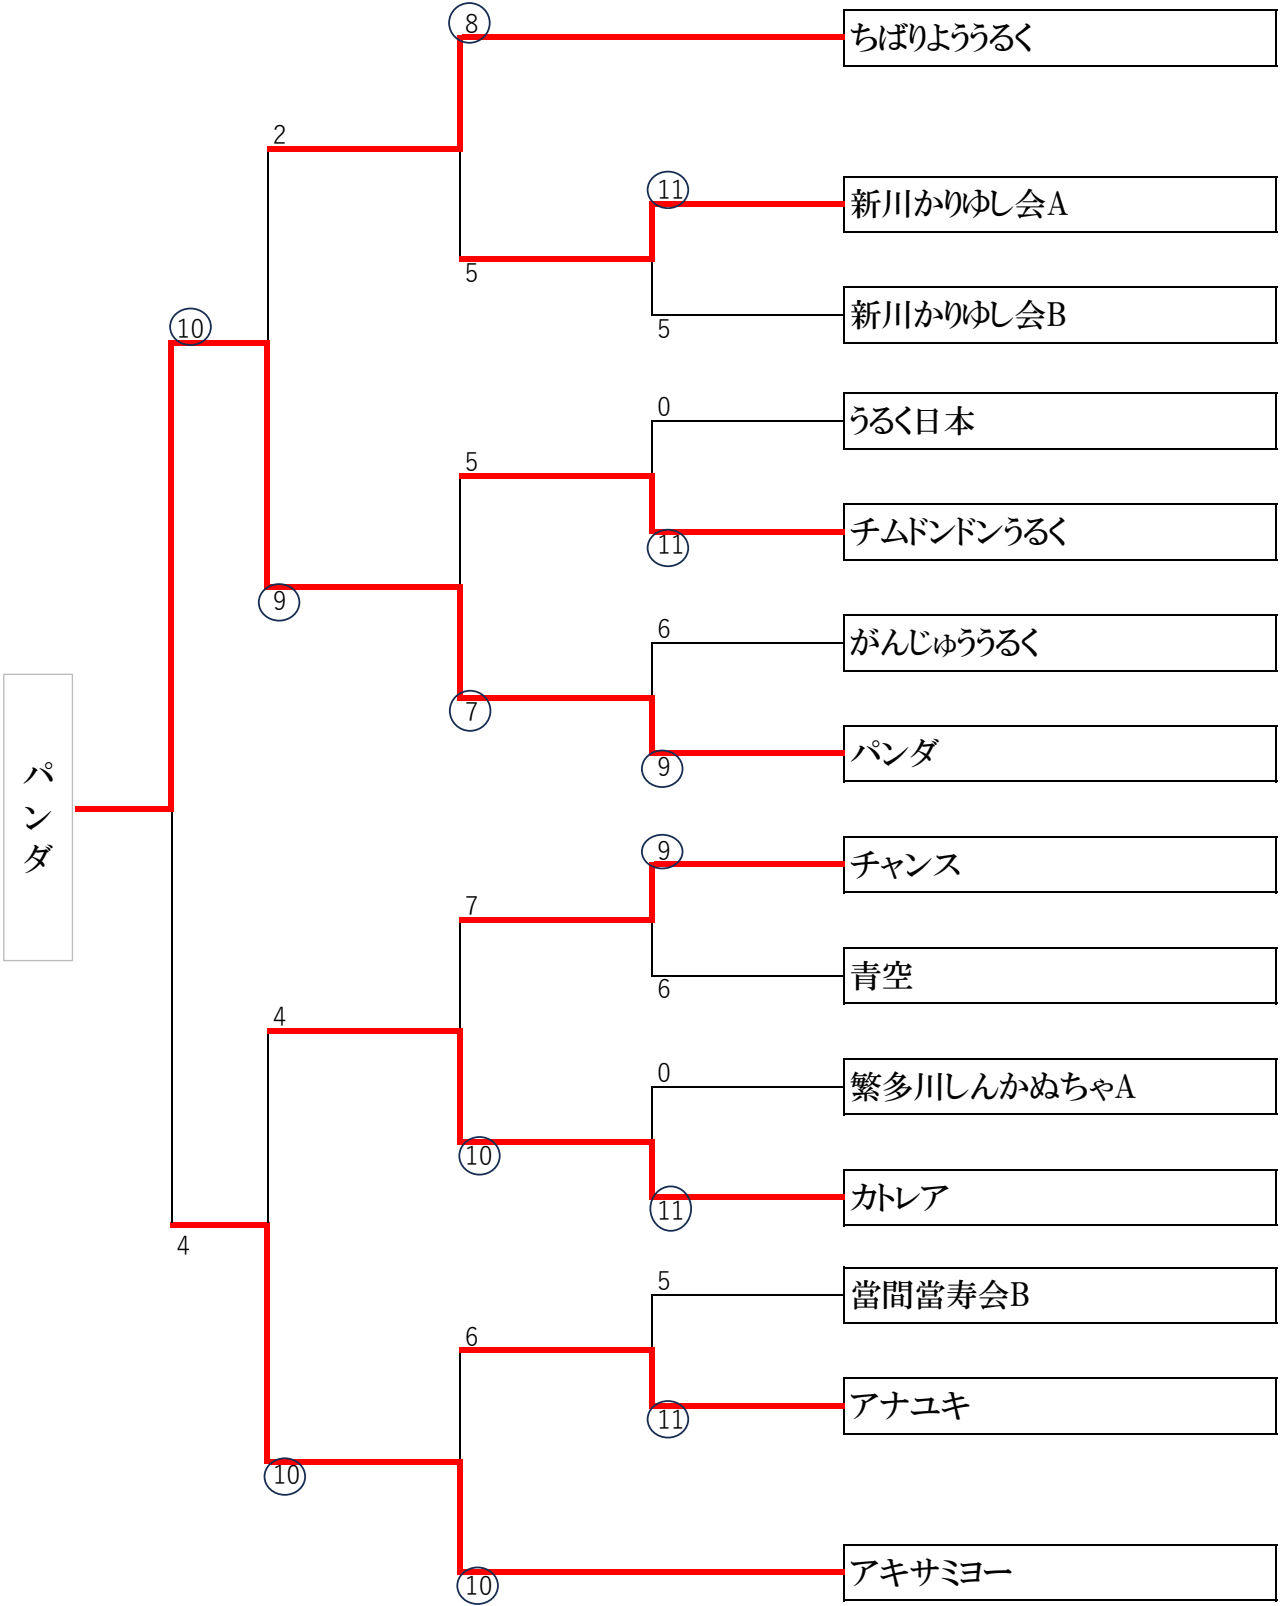 8
ちばりよううるく
2
11
新川かりゆし会A
5
新川かりゆし会B
5
10
0
うるく日本
5
チムドンドンうるく
11
9
6
がんじゅううるく
7
パンダ
9
パンダ
9
チャンス
7
青空
6
4
0
繁多川しんかぬちゃA
10
カトレア
11
4
5
當間當寿会B
6
アナユキ
11
10
アキサミヨー
10